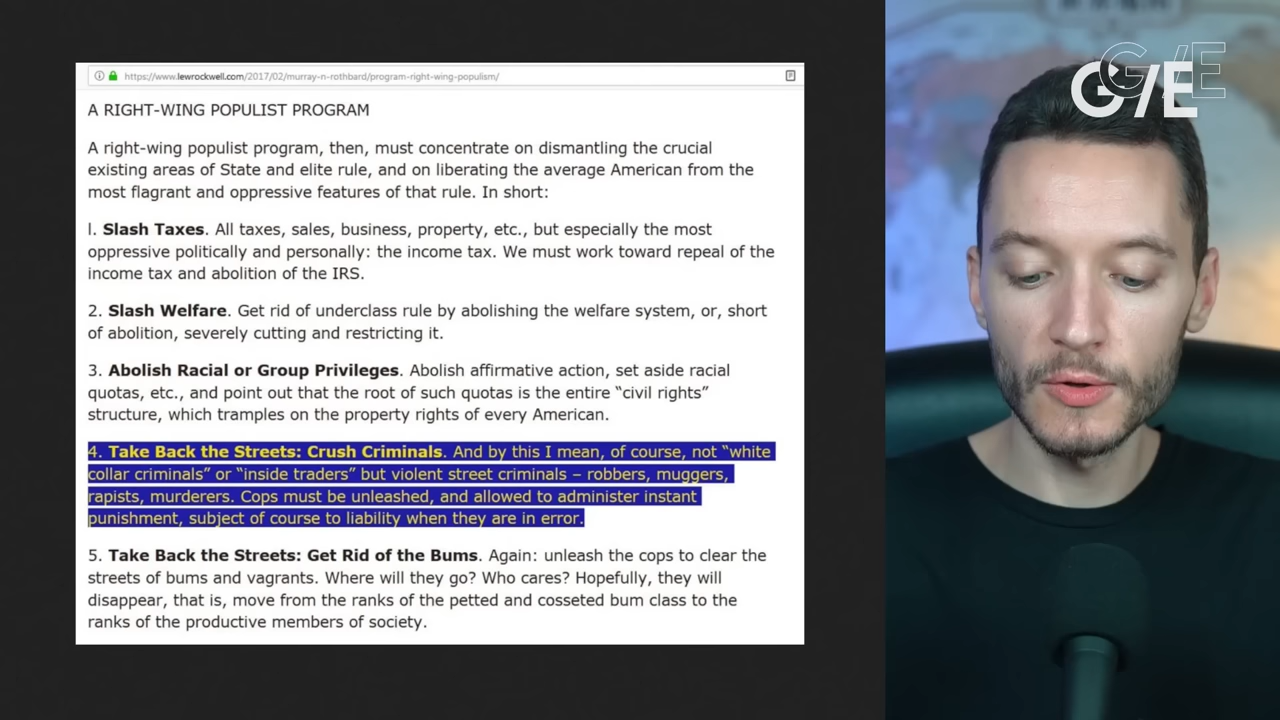 https://www.lewrockwell.com/2017/02/murray-n-rothbard/program-right-wing-populism/
A RIGHT-WING POPULIST PROGRAM
A right-wing populist program, then, must concentrate on dismantling the crucial
existing areas of State and elite rule, and on liberating the average American from the
most flagrant and oppressive features of that rule. In short:
l. Slash Taxes. All taxes, sales, business, property, etc., but especially the most
oppressive politically and personally: the income tax. We must work toward repeal of the
income tax and abolition of the IRS.
2. Slash Welfare. Get rid of underclass rule by abolishing the welfare system, or, short
of abolition, severely cutting and restricting it.
3. Abolish Racial or Group Privileges. Abolish affirmative action, set aside racial
quotas, etc., and point out that the root of such quotas is the entire “civil rights”
structure, which tramples on the property rights of every American.
4. Take Back the Streets: Crush Criminals. And by this I mean, of course, not “white
collar criminals” or “inside traders” but violent street criminals – robbers, muggers,
rapists, murderers. Cops must be unleashed, and allowed to administer instant
punishment, subject of course to liability when they are in error.
5. Take Back the Streets: Get Rid of the Bums. Again: unleash the cops to clear the
streets of bums and vagrants. Where will they go? Who cares? Hopefully, they will
disappear, that is, move from the ranks of the petted and cosseted bum class to the
ranks of the productive members of society.
G/E
G/E